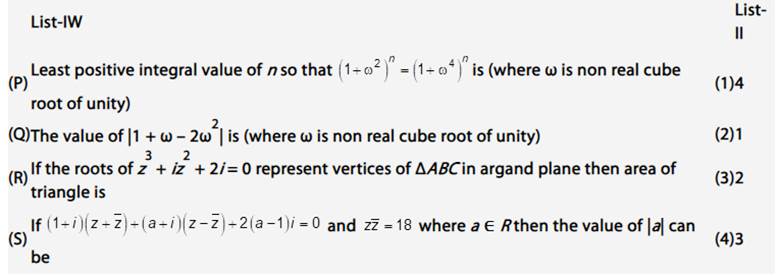 List-IW List-
II
(P) Least positive integral value of n so that (1+ω²)ⁿ = (1+ω⁴)ⁿ is (where ω is non real cube
root of unity) (1)4
(Q)The value of |1 + ω – 2ω²| is (where ω is non real cube root of unity) (2)1
(R) If the roots of z³ + iz² + 2i = 0 represent vertices of ΔABC in argand plane then area of
triangle is (3)2
(S) If (1+i)(z+z̄)+(a+i)(z−z̄)+2(a−1)i = 0 and zz̄ = 18 where a ∈ R then the value of |a| can
be (4)3